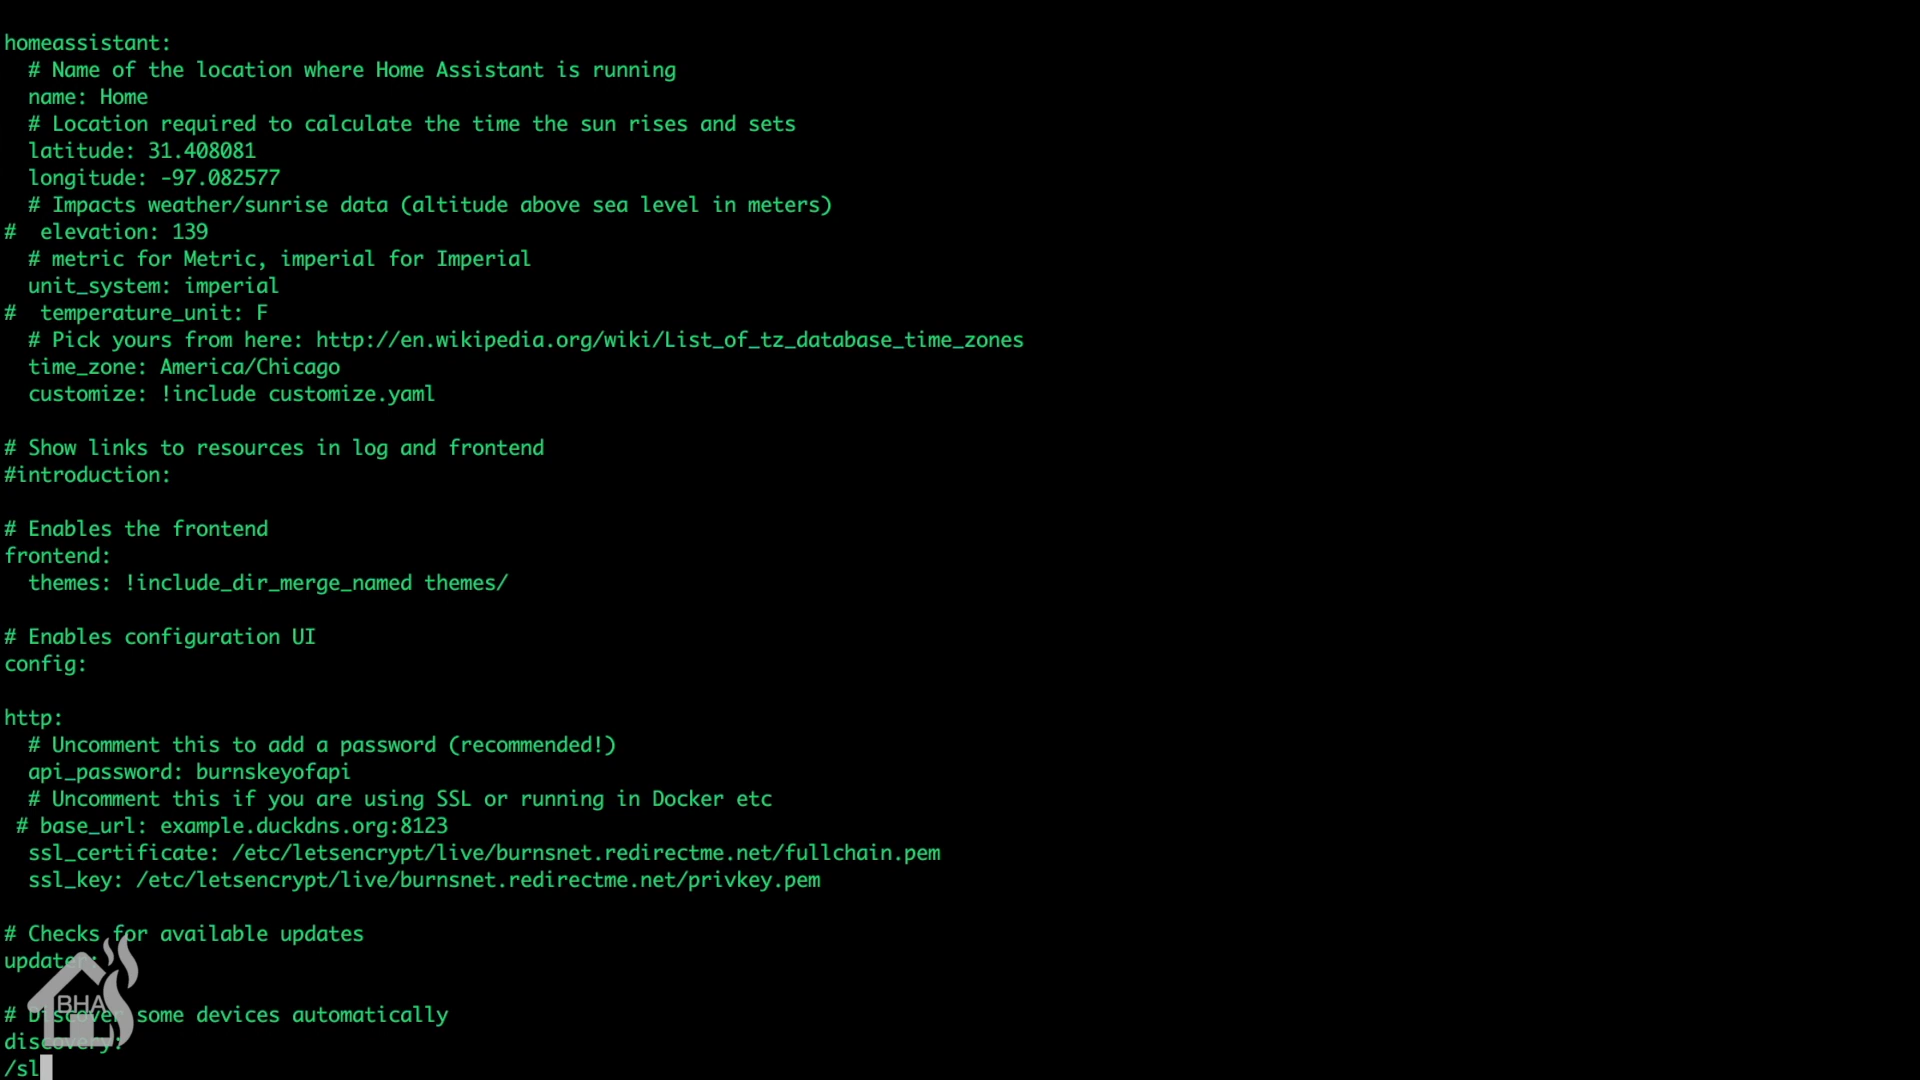 homeassistant:
  # Name of the location where Home Assistant is running
  name: Home
  # Location required to calculate the time the sun rises and sets
  latitude: 31.408081
  longitude: -97.082577
  # Impacts weather/sunrise data (altitude above sea level in meters)
#  elevation: 139
  # metric for Metric, imperial for Imperial
  unit_system: imperial
#  temperature_unit: F
  # Pick yours from here: http://en.wikipedia.org/wiki/List_of_tz_database_time_zones
  time_zone: America/Chicago
  customize: !include customize.yaml

# Show links to resources in log and frontend
#introduction:

# Enables the frontend
frontend:
  themes: !include_dir_merge_named themes/

# Enables configuration UI
config:

http:
  # Uncomment this to add a password (recommended!)
  api_password: burnskeyofapi
  # Uncomment this if you are using SSL or running in Docker etc
 # base_url: example.duckdns.org:8123
  ssl_certificate: /etc/letsencrypt/live/burnsnet.redirectme.net/fullchain.pem
  ssl_key: /etc/letsencrypt/live/burnsnet.redirectme.net/privkey.pem

# Checks for available updates
updater:
BHA
# Discover some devices automatically
discovery:
/sl